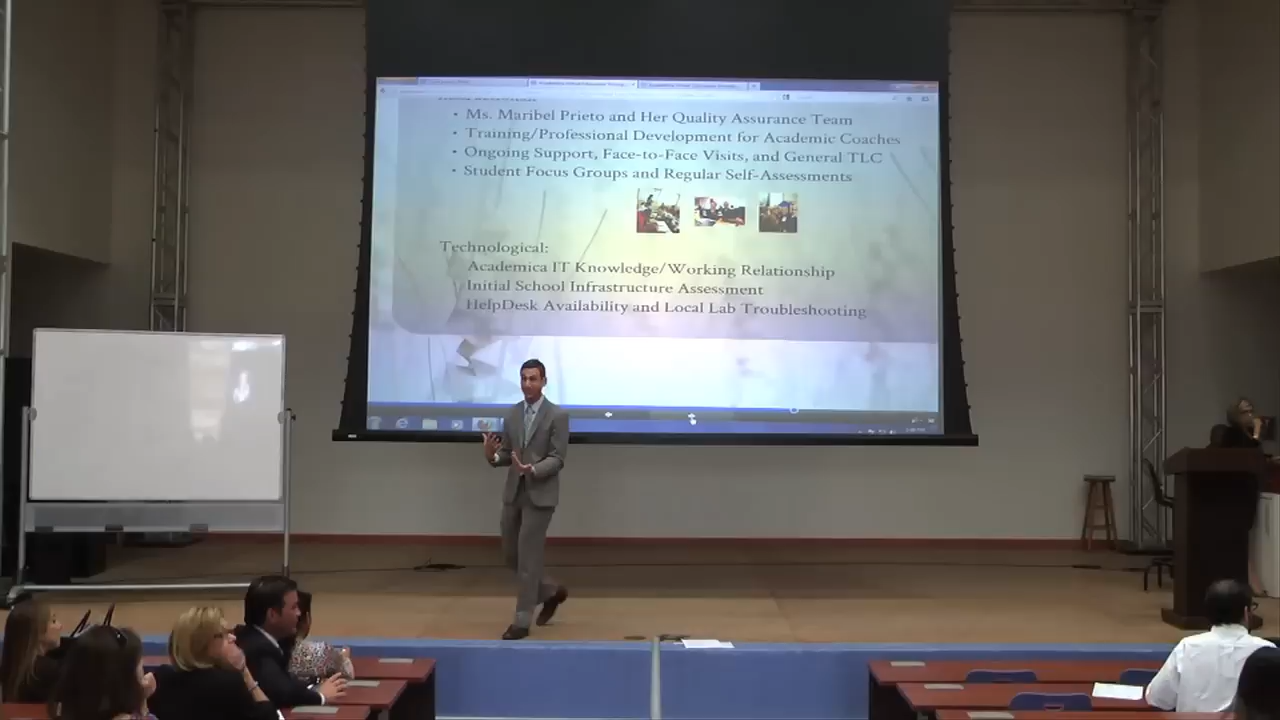 • Ms. Maribel Prieto and Her Quality Assurance Team
• Training/Professional Development for Academic Coaches
• Ongoing Support, Face-to-Face Visits, and General TLC
• Student Focus Groups and Regular Self-Assessments
Technological:
Academica IT Knowledge/Working Relationship
Initial School Infrastructure Assessment
HelpDesk Availability and Local Lab Troubleshooting